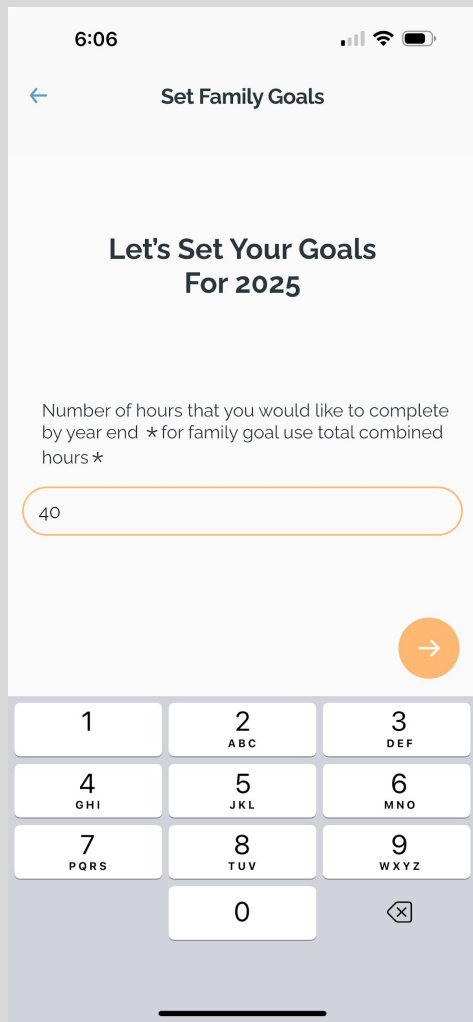 6:06
Set Family Goals
Let's Set Your Goals
For 2025
Number of hours that you would like to complete
by year end *for family goal use total combined
hours*
40
1
2
ABC
3
DEF
4
GHI
5
JKL
6
MNO
7
PQRS
8
TUV
9
WXYZ
0